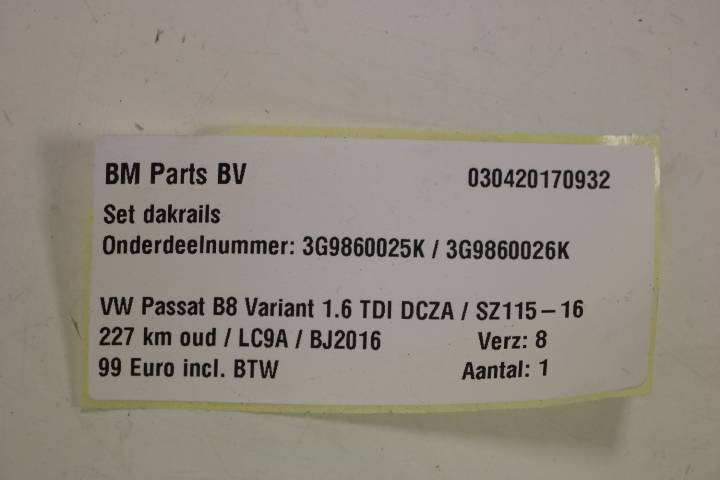 BM Parts BV 030420170932
Set dakrails
Onderdeelnummer: 3G9860025K / 3G9860026K
VW Passat B8 Variant 1.6 TDI DCZA / SZ115-16
227 km oud / LC9A / BJ2016 Verz: 8
99 Euro incl. BTW Aantal: 1